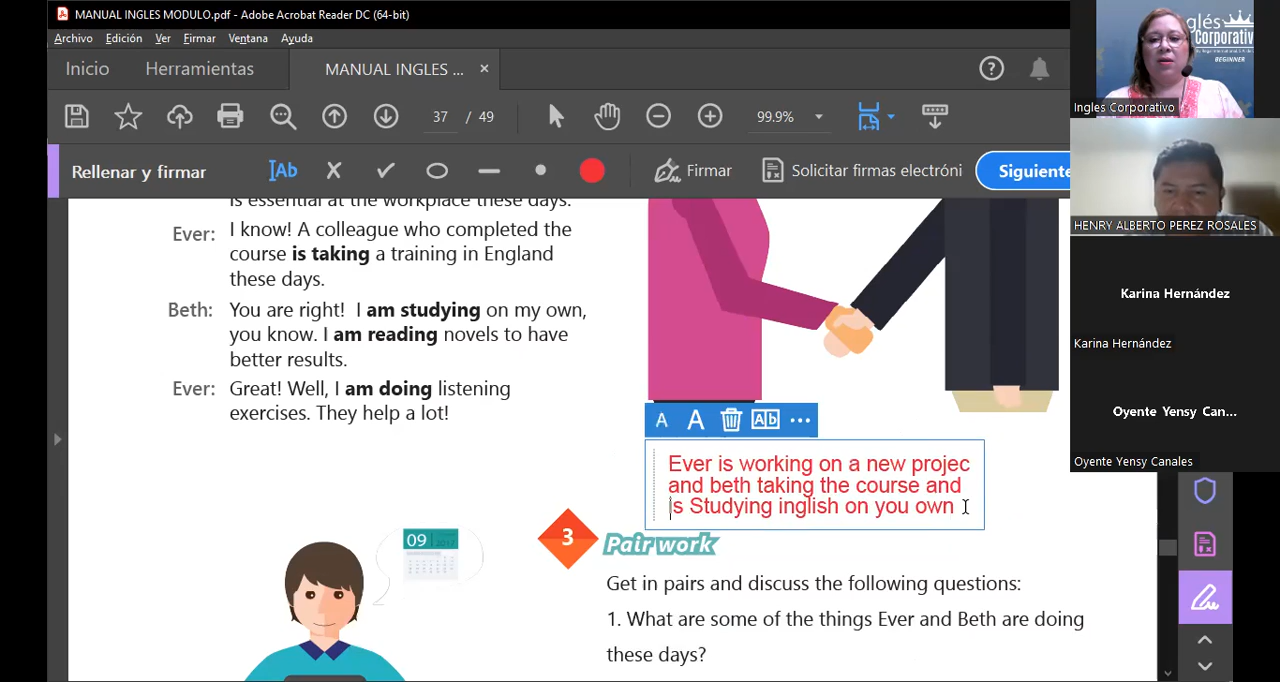 MANUAL INGLES MODULO.pdf - Adobe Acrobat Reader DC (64-bit)
Archivo Edición Ver Firmar Ventana Ayuda
Inicio Herramientas MANUAL INGLES ... ×
37 / 49 99.9%
Rellenar y firmar Ab Firmar Solicitar firmas electróni Siguiente
is essential at the workplace these days.
Ever: I know! A colleague who completed the
course is taking a training in England
these days.
Beth: You are right! I am studying on my own,
you know. I am reading novels to have
better results.
Ever: Great! Well, I am doing listening
exercises. They help a lot!
A A Ab ...
Ever is working on a new projec
and beth taking the course and
is Studying inglish on you own
09
3 Pair work
Get in pairs and discuss the following questions:
1. What are some of the things Ever and Beth are doing
these days?
glés
Corporativo
BEGINNER
Ingles Corporativo
HENRY ALBERTO PEREZ ROSALES
Karina Hernández
Karina Hernández
Oyente Yensy Can...
Oyente Yensy Canales